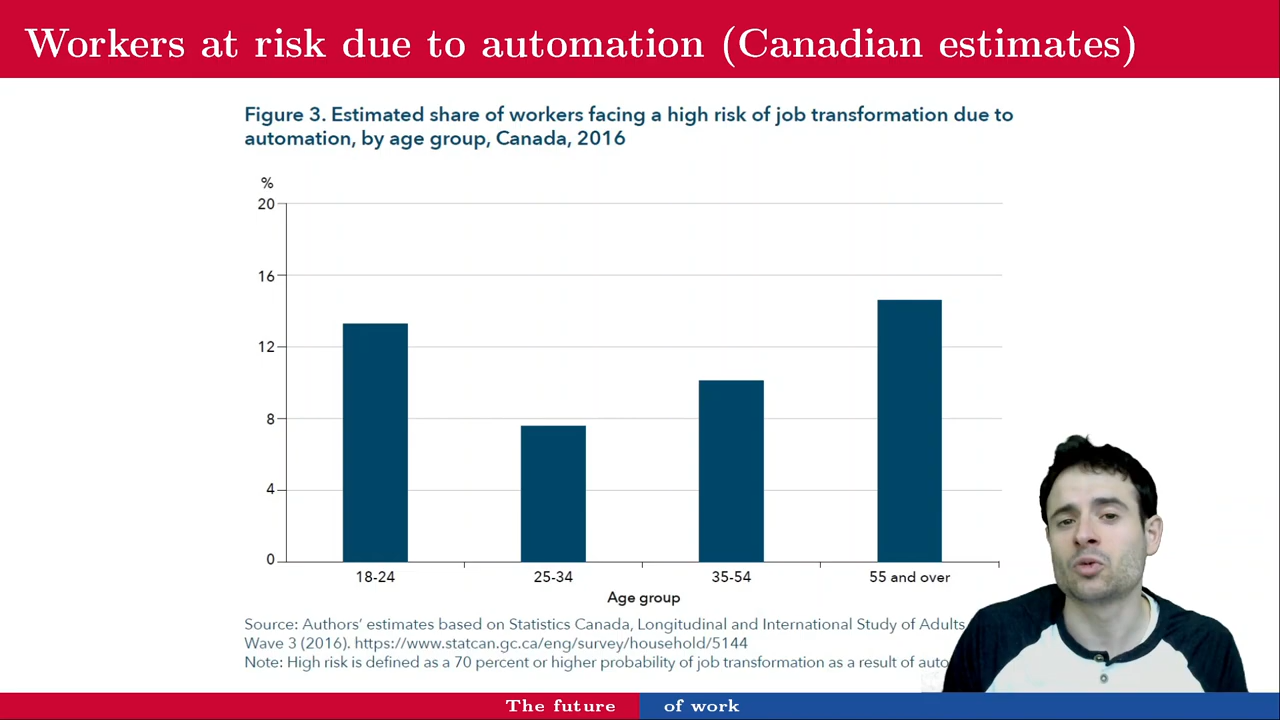 Workers at risk due to automation (Canadian estimates)
Figure 3. Estimated share of workers facing a high risk of job transformation due to
automation, by age group, Canada, 2016
%
20
16
12
8
4
0
18-24 25-34 35-54 55 and over
Age group
Source: Authors’ estimates based on Statistics Canada, Longitudinal and International Study of Adults
Wave 3 (2016). https://www.statcan.gc.ca/eng/survey/household/5144
Note: High risk is defined as a 70 percent or higher probability of job transformation as a result of
The future of work